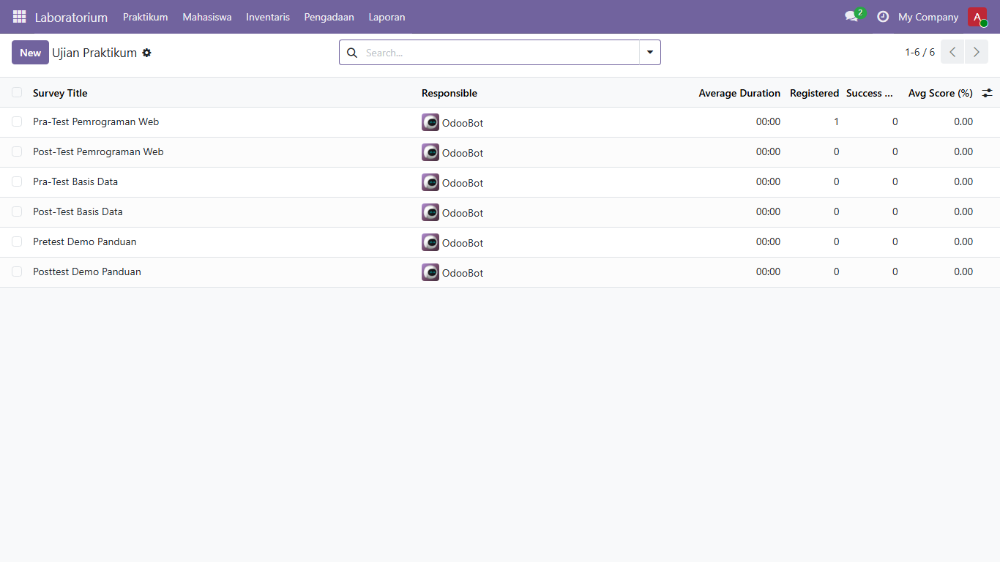 Laboratorium Praktikum Mahasiswa Inventaris Pengadaan Laporan 2 My Company A
New Ujian Praktikum Search... 1-6 / 6
Survey Title Responsible Average Duration Registered Success ... Avg Score (%)
Pra-Test Pemrograman Web OdooBot 00:00 1 0 0.00
Post-Test Pemrograman Web OdooBot 00:00 0 0 0.00
Pra-Test Basis Data OdooBot 00:00 0 0 0.00
Post-Test Basis Data OdooBot 00:00 0 0 0.00
Pretest Demo Panduan OdooBot 00:00 0 0 0.00
Posttest Demo Panduan OdooBot 00:00 0 0 0.00